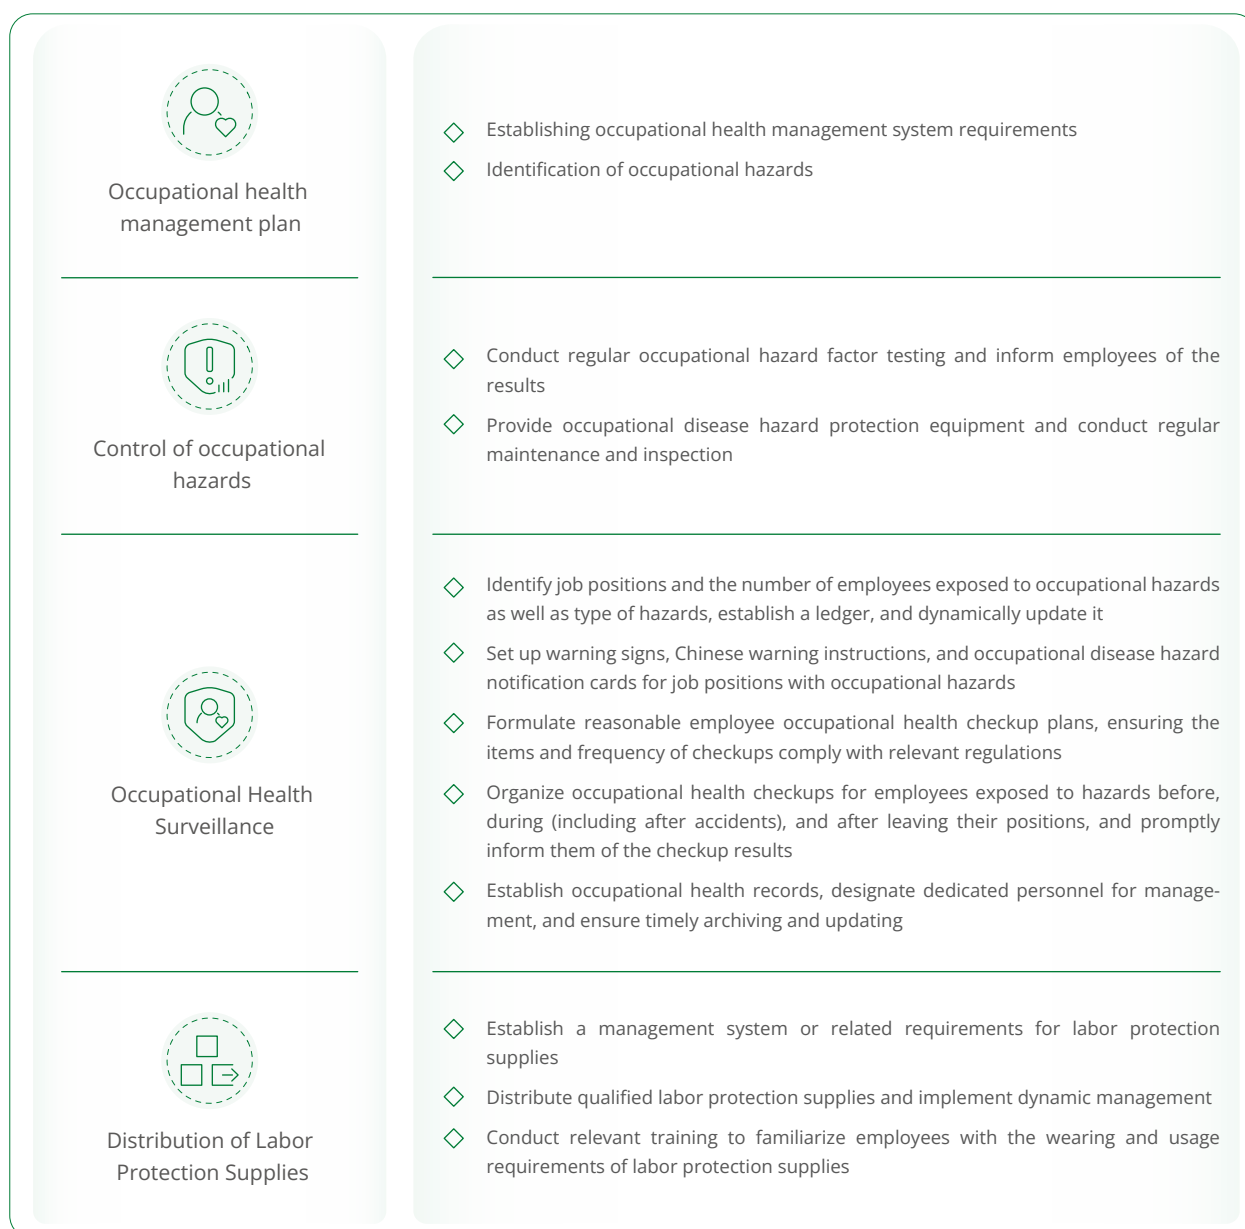 Occupational health
management plan
Establishing occupational health management system requirements
Identification of occupational hazards
Control of occupational
hazards
Conduct regular occupational hazard factor testing and inform employees of the
results
Provide occupational disease hazard protection equipment and conduct regular
maintenance and inspection
Occupational Health
Surveillance
Identify job positions and the number of employees exposed to occupational hazards
as well as type of hazards, establish a ledger, and dynamically update it
Set up warning signs, Chinese warning instructions, and occupational disease hazard
notification cards for job positions with occupational hazards
Formulate reasonable employee occupational health checkup plans, ensuring the
items and frequency of checkups comply with relevant regulations
Organize occupational health checkups for employees exposed to hazards before,
during (including after accidents), and after leaving their positions, and promptly
inform them of the checkup results
Establish occupational health records, designate dedicated personnel for manage-
ment, and ensure timely archiving and updating
Distribution of Labor
Protection Supplies
Establish a management system or related requirements for labor protection
supplies
Distribute qualified labor protection supplies and implement dynamic management
Conduct relevant training to familiarize employees with the wearing and usage
requirements of labor protection supplies